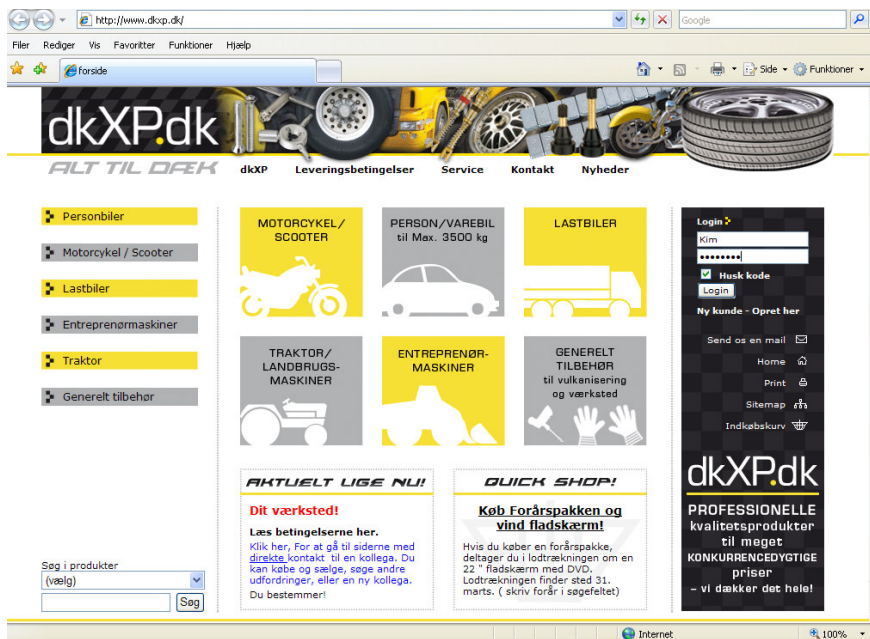 http://www.dkxp.dk/
Google
Filer Rediger Vis Favoritter Funktioner Hjælp
forside
Side
Funktioner
dkXP.dk
ALT TIL DÆK
dkXP Leveringsbetingelser Service Kontakt Nyheder
Personbiler
Motorcykel / Scooter
Lastbiler
Entreprenørmaskiner
Traktor
Generelt tilbehør
Søg i produkter
(vælg)
Søg
MOTORCYKEL/
SCOOTER
PERSON/VAREBIL
til Max. 3500 kg
LASTBILER
TRAKTOR/
LANDBRUGS-
MASKINER
ENTREPRENØR-
MASKINER
GENERELT
TILBEHØR
til vulkanisering
og værksted
AKTUELT LIGE NU!
Dit værksted!
Læs betingelserne her.
Klik her, For at gå til siderne med
direkte kontakt til en kollega. Du
kan købe og sælge, søge andre
udfordringer, eller en ny kollega.
Du bestemmer!
QUICK SHOP!
Køb Forårspakken og
vind fladskærm!
Hvis du køber en forårspakke,
deltager du i lodtrækningen om en
22 " fladskærm med DVD.
Lodtrækningen finder sted 31.
marts. ( skriv forår i søgefeltet)
Login
Kim
••••••••
Husk kode
Login
Ny kunde - Opret her
Send os en mail
Home
Print
Sitemap
Indkøbskurv
dkXP.dk
PROFESSIONELLE
kvalitetsprodukter
til meget
KONKURRENCEDYGTIGE
priser
– vi dækker det hele!
Internet
100%